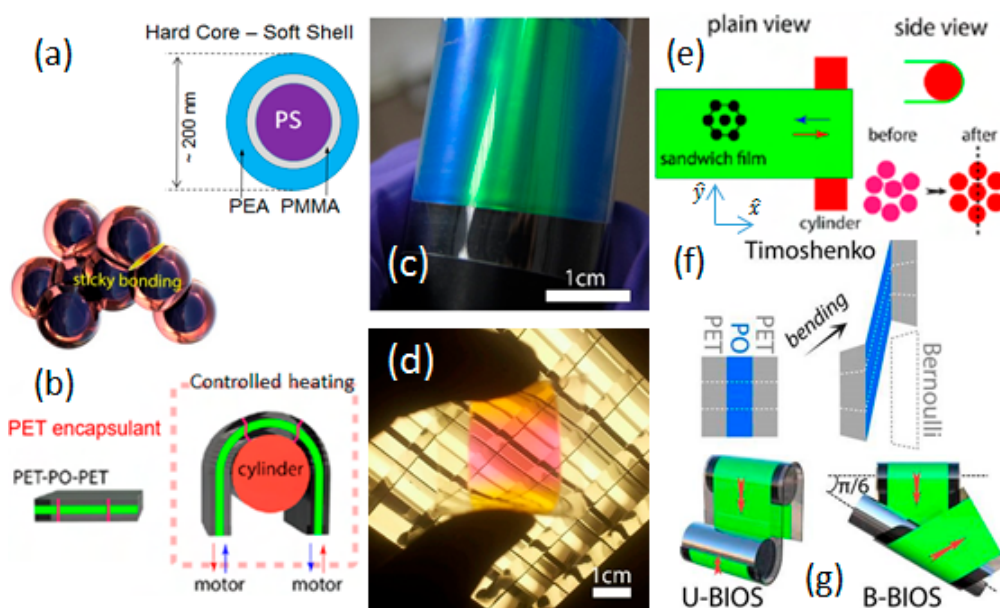 (a)
Hard Core – Soft Shell
~ 200 nm
PS
PEA PMMA
sticky bonding
(b)
Controlled heating
PET encapsulant
PET-PO-PET
cylinder
motor
motor
(c)
1cm
(d)
1cm
(e)
plain view
side view
sandwich film
before
after
ŷ
x̂
cylinder
(f)
Timoshenko
PET
PO
PET
bending
Bernoulli
π/6
(g)
U-BIOS
B-BIOS